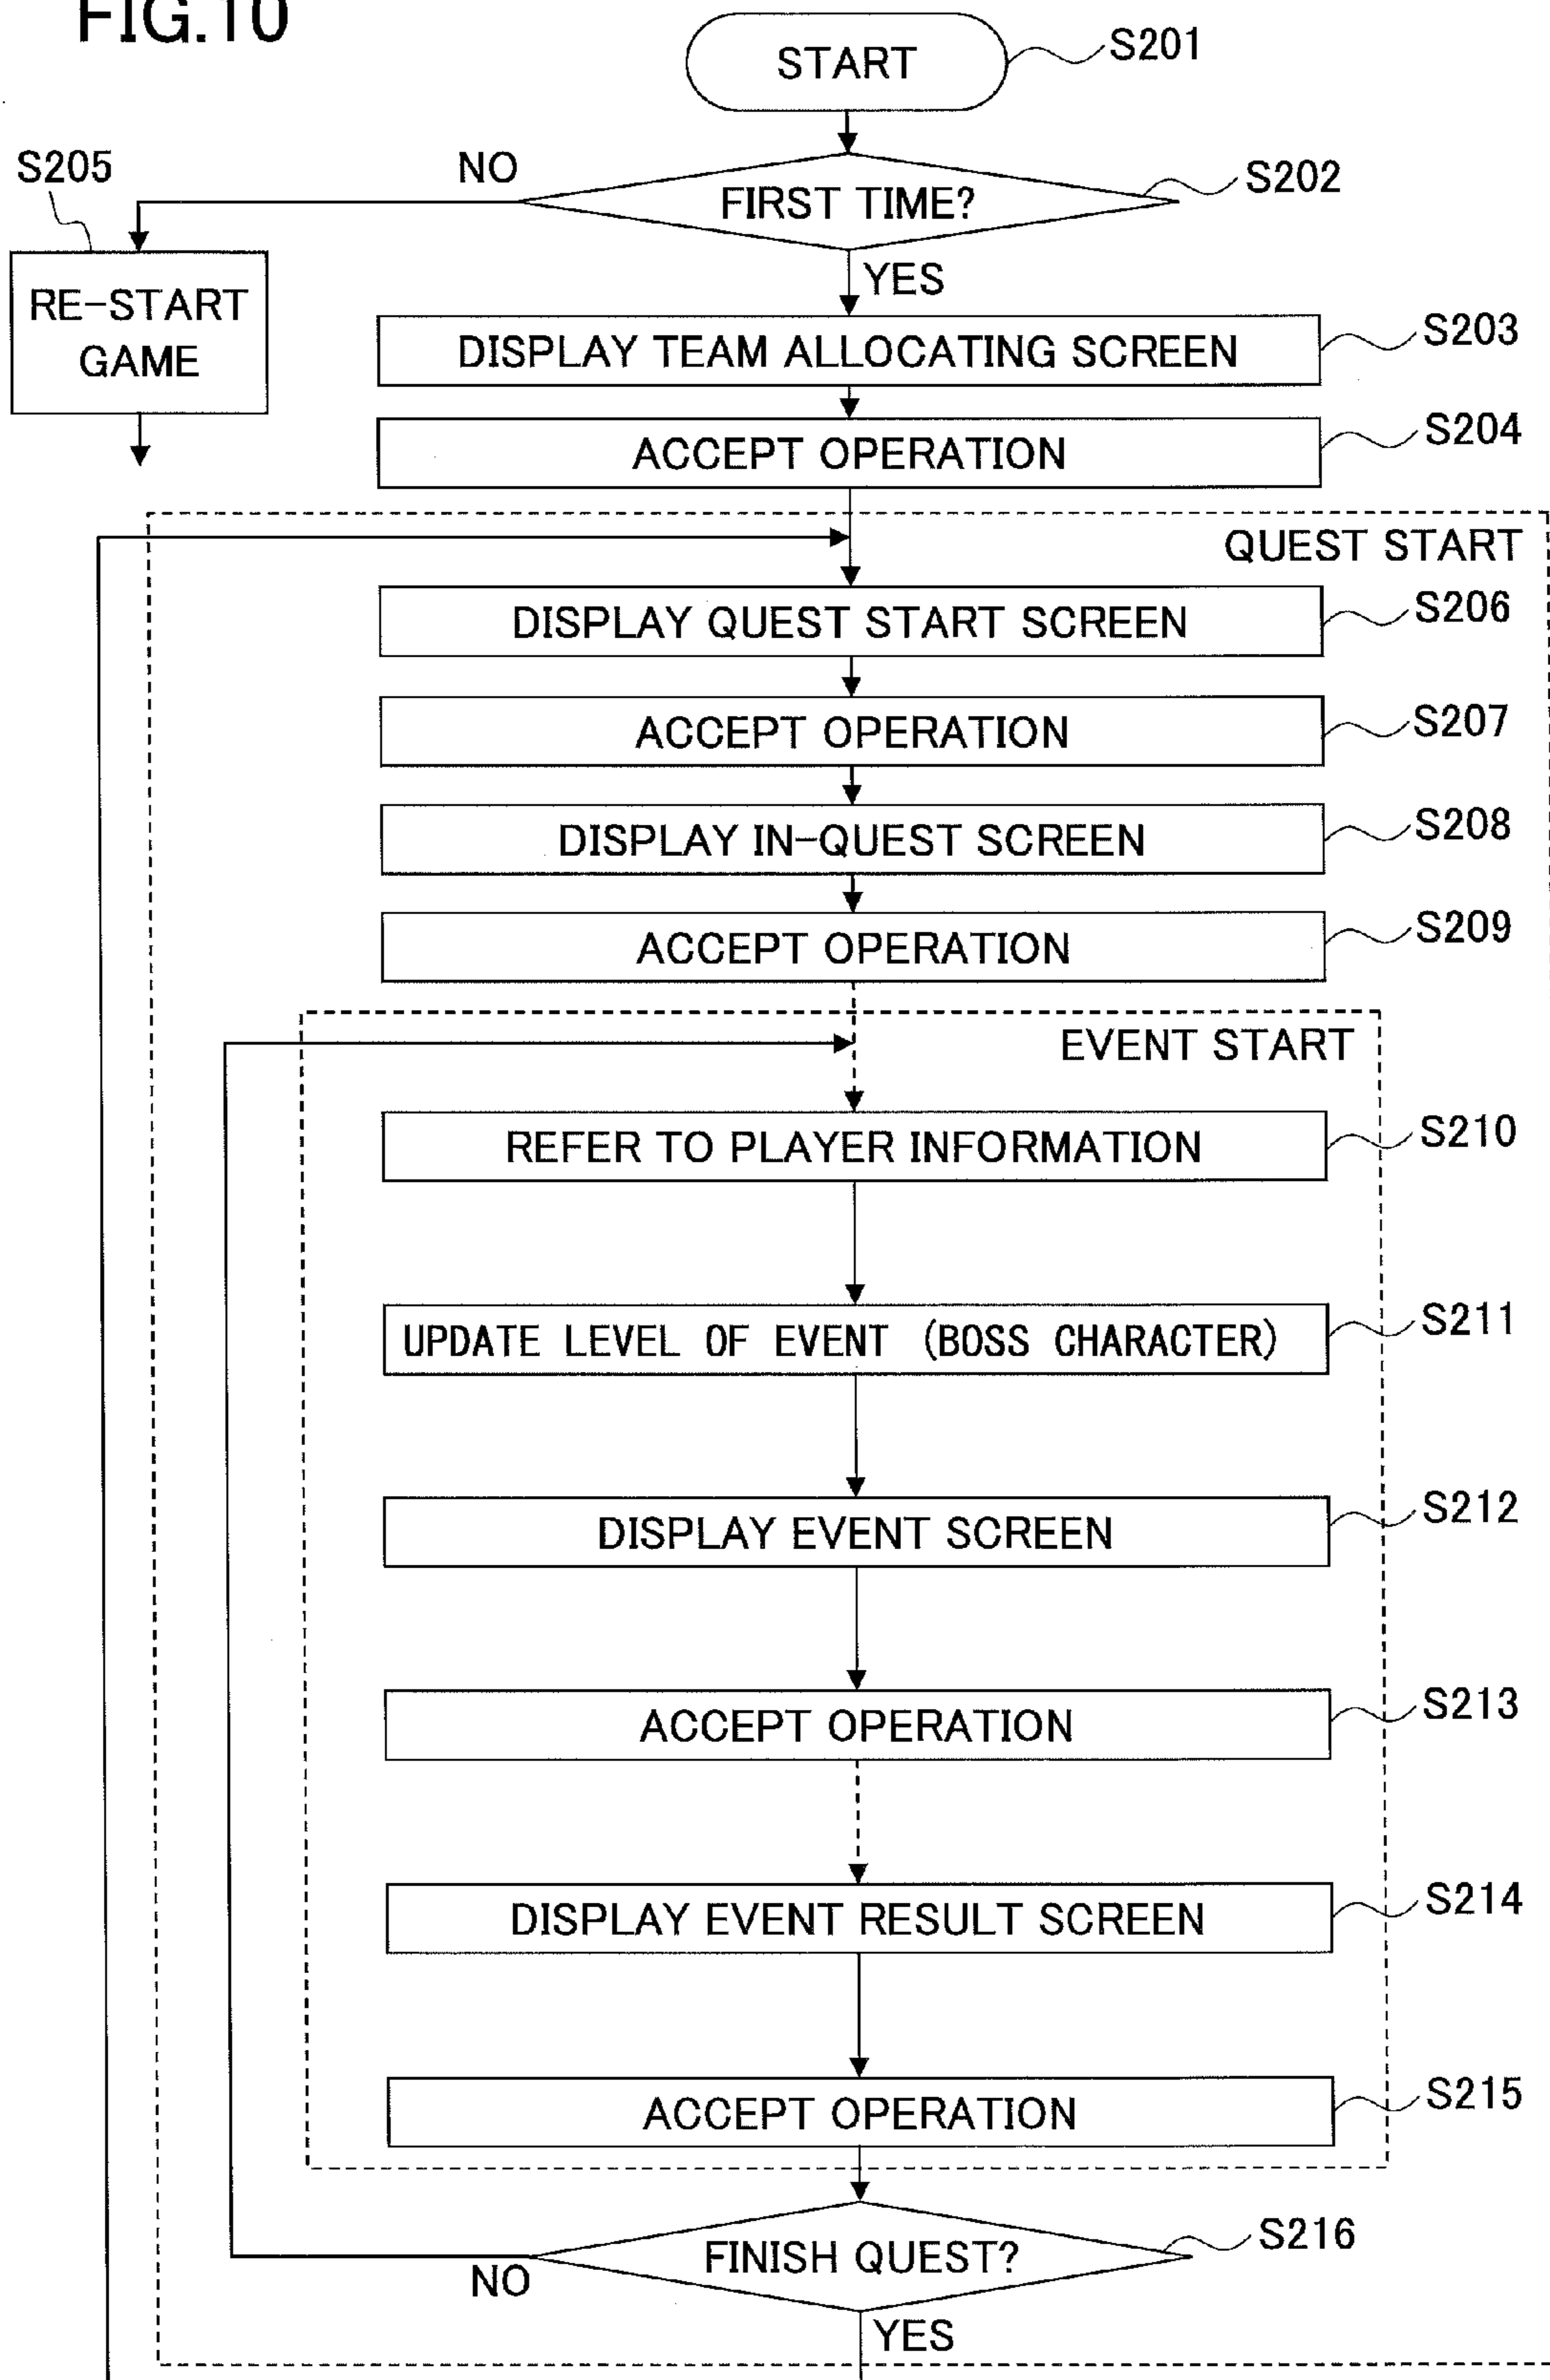 FIG.10
START
S201
S205
NO
FIRST TIME?
S202
YES
RE-START
GAME
DISPLAY TEAM ALLOCATING SCREEN
S203
ACCEPT OPERATION
S204
QUEST START
DISPLAY QUEST START SCREEN
S206
ACCEPT OPERATION
S207
DISPLAY IN-QUEST SCREEN
S208
ACCEPT OPERATION
S209
EVENT START
REFER TO PLAYER INFORMATION
S210
UPDATE LEVEL OF EVENT (BOSS CHARACTER)
S211
DISPLAY EVENT SCREEN
S212
ACCEPT OPERATION
S213
DISPLAY EVENT RESULT SCREEN
S214
ACCEPT OPERATION
S215
FINISH QUEST?
S216
NO
YES